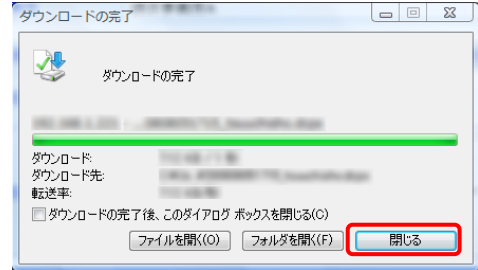 ダウンロードの完了
ダウンロードの完了
ダウンロード:
ダウンロード先:
転送率:
ダウンロードの完了後、このダイアログ ボックスを閉じる(C)
ファイルを開く(O) フォルダを開く(F) 閉じる